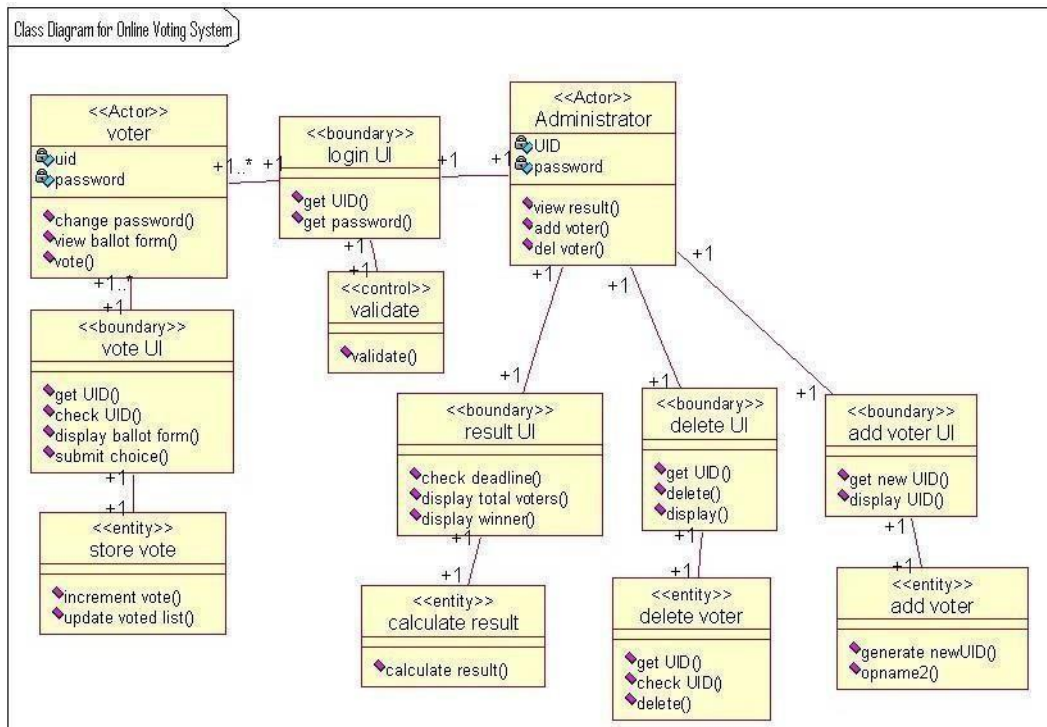 Class Diagram for Online Voting System
<<Actor>>
voter
uid
password
change password()
view ballot form()
vote()
+1..*
+1
<<boundary>>
login UI
get UID()
get password()
+1
+1
<<Actor>>
Administrator
UID
password
view result()
add voter()
del voter()
+1
+1
<<control>>
validate
validate()
+1..*
+1
<<boundary>>
vote UI
get UID()
check UID()
display ballot form()
submit choice()
+1
+1
<<entity>>
store vote
increment vote()
update voted list()
+1
+1
+1
+1
+1
+1
<<boundary>>
result UI
check deadline()
display total voters()
display winner()
+1
+1
<<entity>>
calculate result
calculate result()
<<boundary>>
delete UI
get UID()
delete()
display()
+1
+1
<<entity>>
delete voter
get UID()
check UID()
delete()
<<boundary>>
add voter UI
get new UID()
display UID()
+1
+1
<<entity>>
add voter
generate newUID()
opname2()